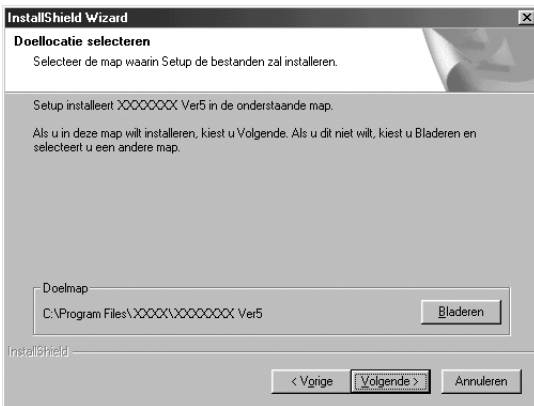 InstallShield Wizard
Doellocatie selecteren
Selecteer de map waarin Setup de bestanden zal installeren.
Setup installeert XXXXXXX Ver5 in de onderstaande map.
Als u in deze map wilt installeren, kiest u Volgende. Als u dit niet wilt, kiest u Bladeren en
selecteert u een andere map.
Doelmap
C:\Program Files\XXXX\XXXXXXX Ver5
Bladeren
InstallShield
< Vorige
Volgende >
Annuleren